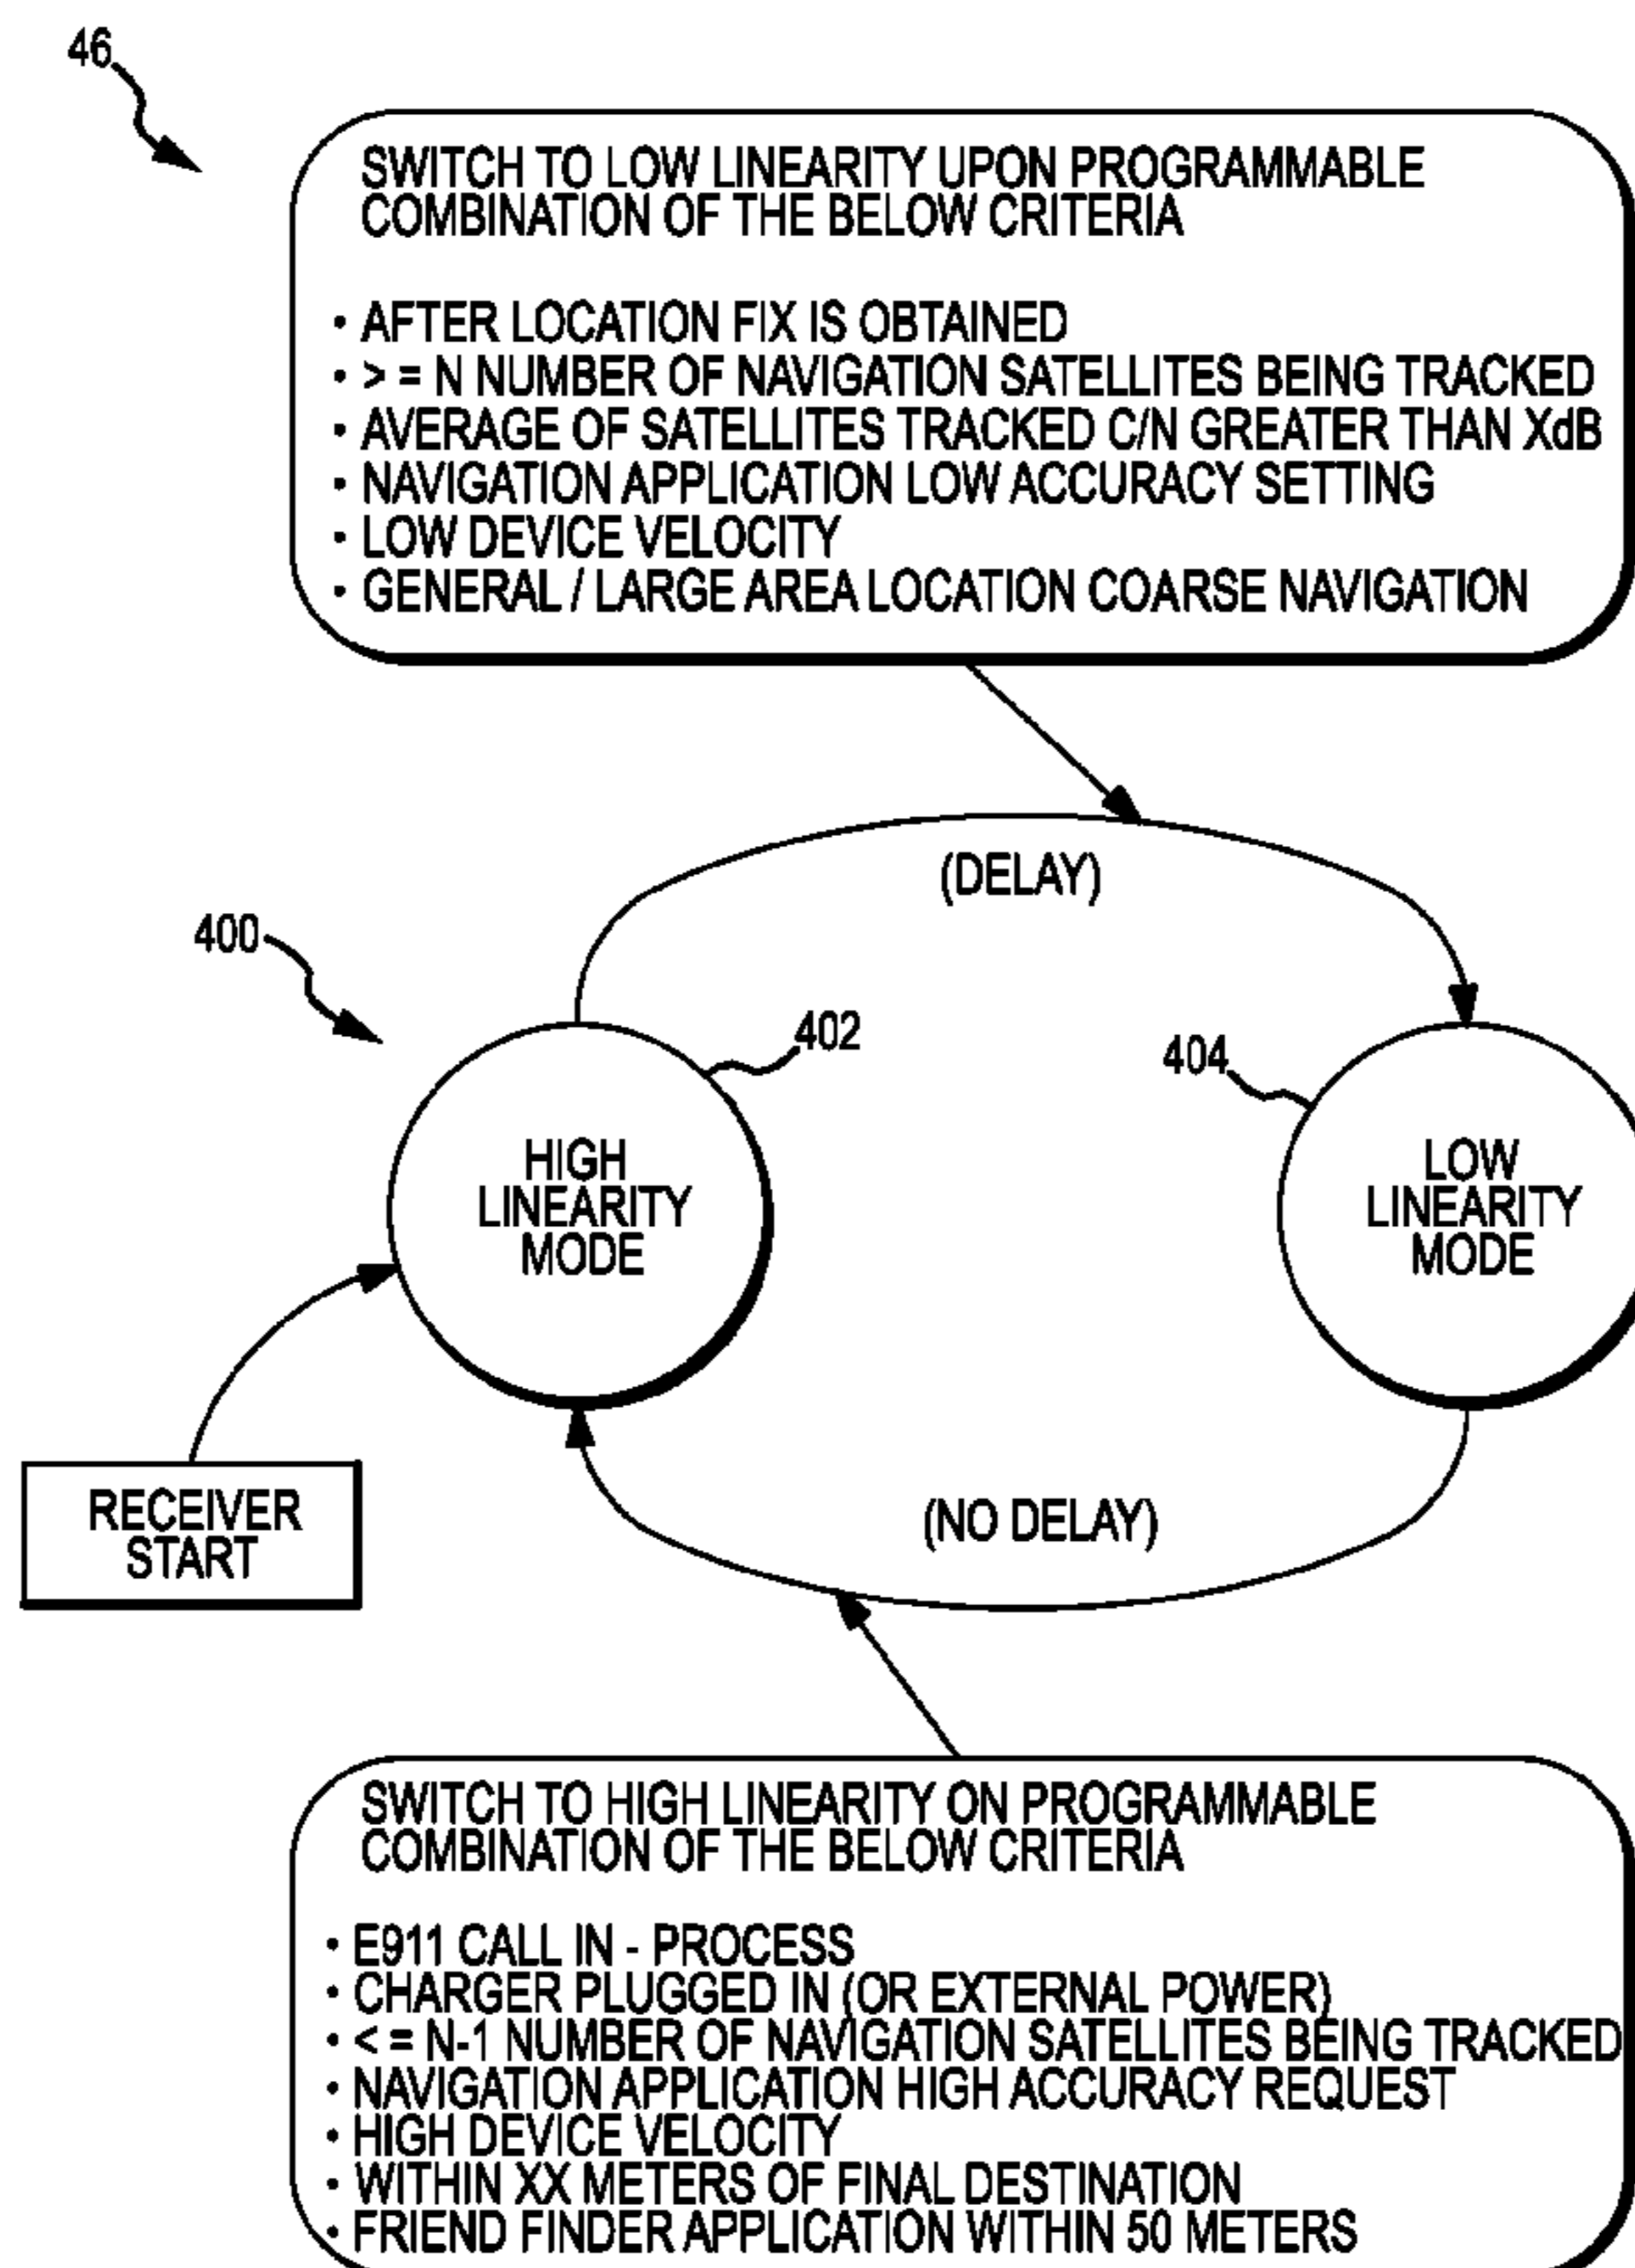 46
SWITCH TO LOW LINEARITY UPON PROGRAMMABLE
COMBINATION OF THE BELOW CRITERIA
• AFTER LOCATION FIX IS OBTAINED
• > = N NUMBER OF NAVIGATION SATELLITES BEING TRACKED
• AVERAGE OF SATELLITES TRACKED C/N GREATER THAN XdB
• NAVIGATION APPLICATION LOW ACCURACY SETTING
• LOW DEVICE VELOCITY
• GENERAL / LARGE AREA LOCATION COARSE NAVIGATION
(DELAY)
400
402
404
HIGH
LINEARITY
MODE
LOW
LINEARITY
MODE
RECEIVER
START
(NO DELAY)
SWITCH TO HIGH LINEARITY ON PROGRAMMABLE
COMBINATION OF THE BELOW CRITERIA
• E911 CALL IN - PROCESS
• CHARGER PLUGGED IN (OR EXTERNAL POWER)
• < = N-1 NUMBER OF NAVIGATION SATELLITES BEING TRACKED
• NAVIGATION APPLICATION HIGH ACCURACY REQUEST
• HIGH DEVICE VELOCITY
• WITHIN XX METERS OF FINAL DESTINATION
• FRIEND FINDER APPLICATION WITHIN 50 METERS